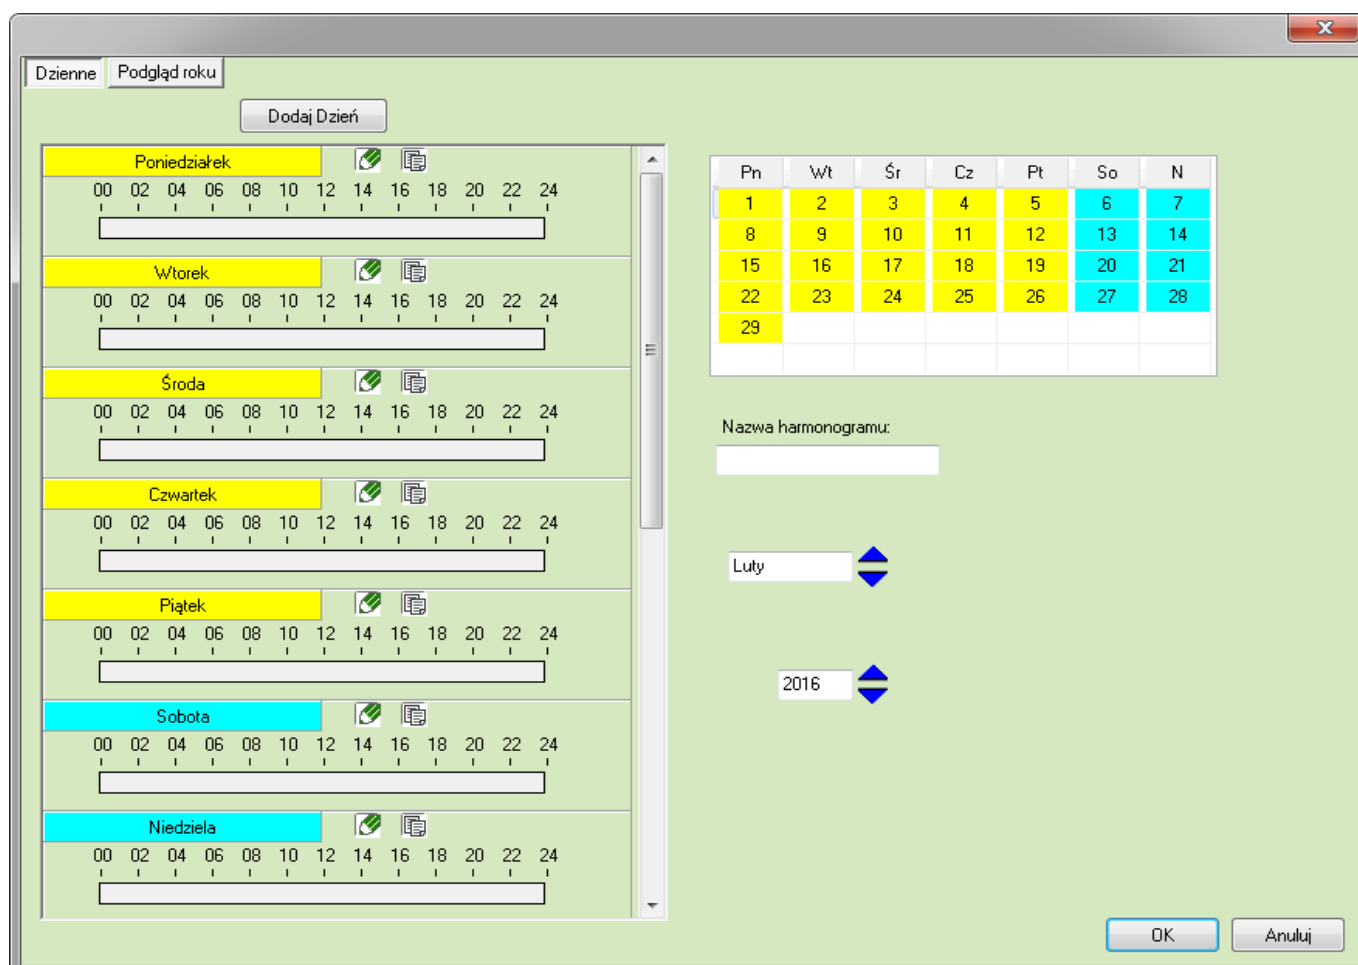 Dzienne Podgląd roku
Dodaj Dzień
Poniedziałek
00 02 04 06 08 10 12 14 16 18 20 22 24
Wtorek
00 02 04 06 08 10 12 14 16 18 20 22 24
Środa
00 02 04 06 08 10 12 14 16 18 20 22 24
Czwartek
00 02 04 06 08 10 12 14 16 18 20 22 24
Piątek
00 02 04 06 08 10 12 14 16 18 20 22 24
Sobota
00 02 04 06 08 10 12 14 16 18 20 22 24
Niedziela
00 02 04 06 08 10 12 14 16 18 20 22 24
Pn Wt Śr Cz Pt So N
1 2 3 4 5 6 7
8 9 10 11 12 13 14
15 16 17 18 19 20 21
22 23 24 25 26 27 28
29
Nazwa harmonogramu:
Luty
2016
OK Anuluj